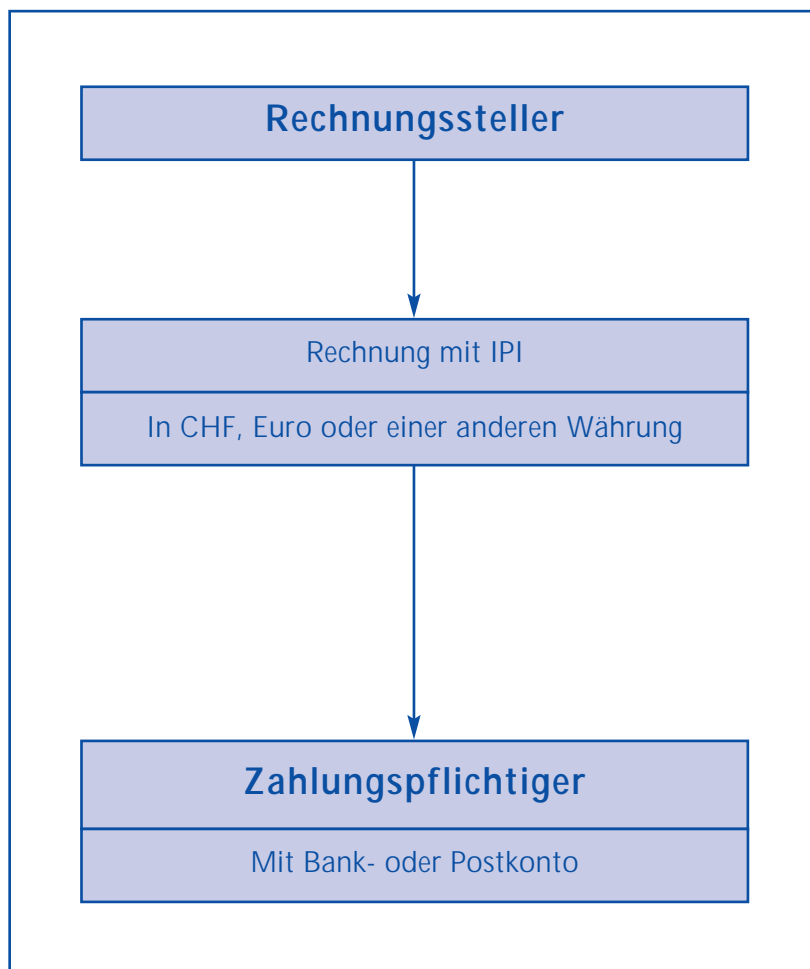 Rechnungssteller
Rechnung mit IPI
In CHF, Euro oder einer anderen Währung
Zahlungspflichtiger
Mit Bank- oder Postkonto